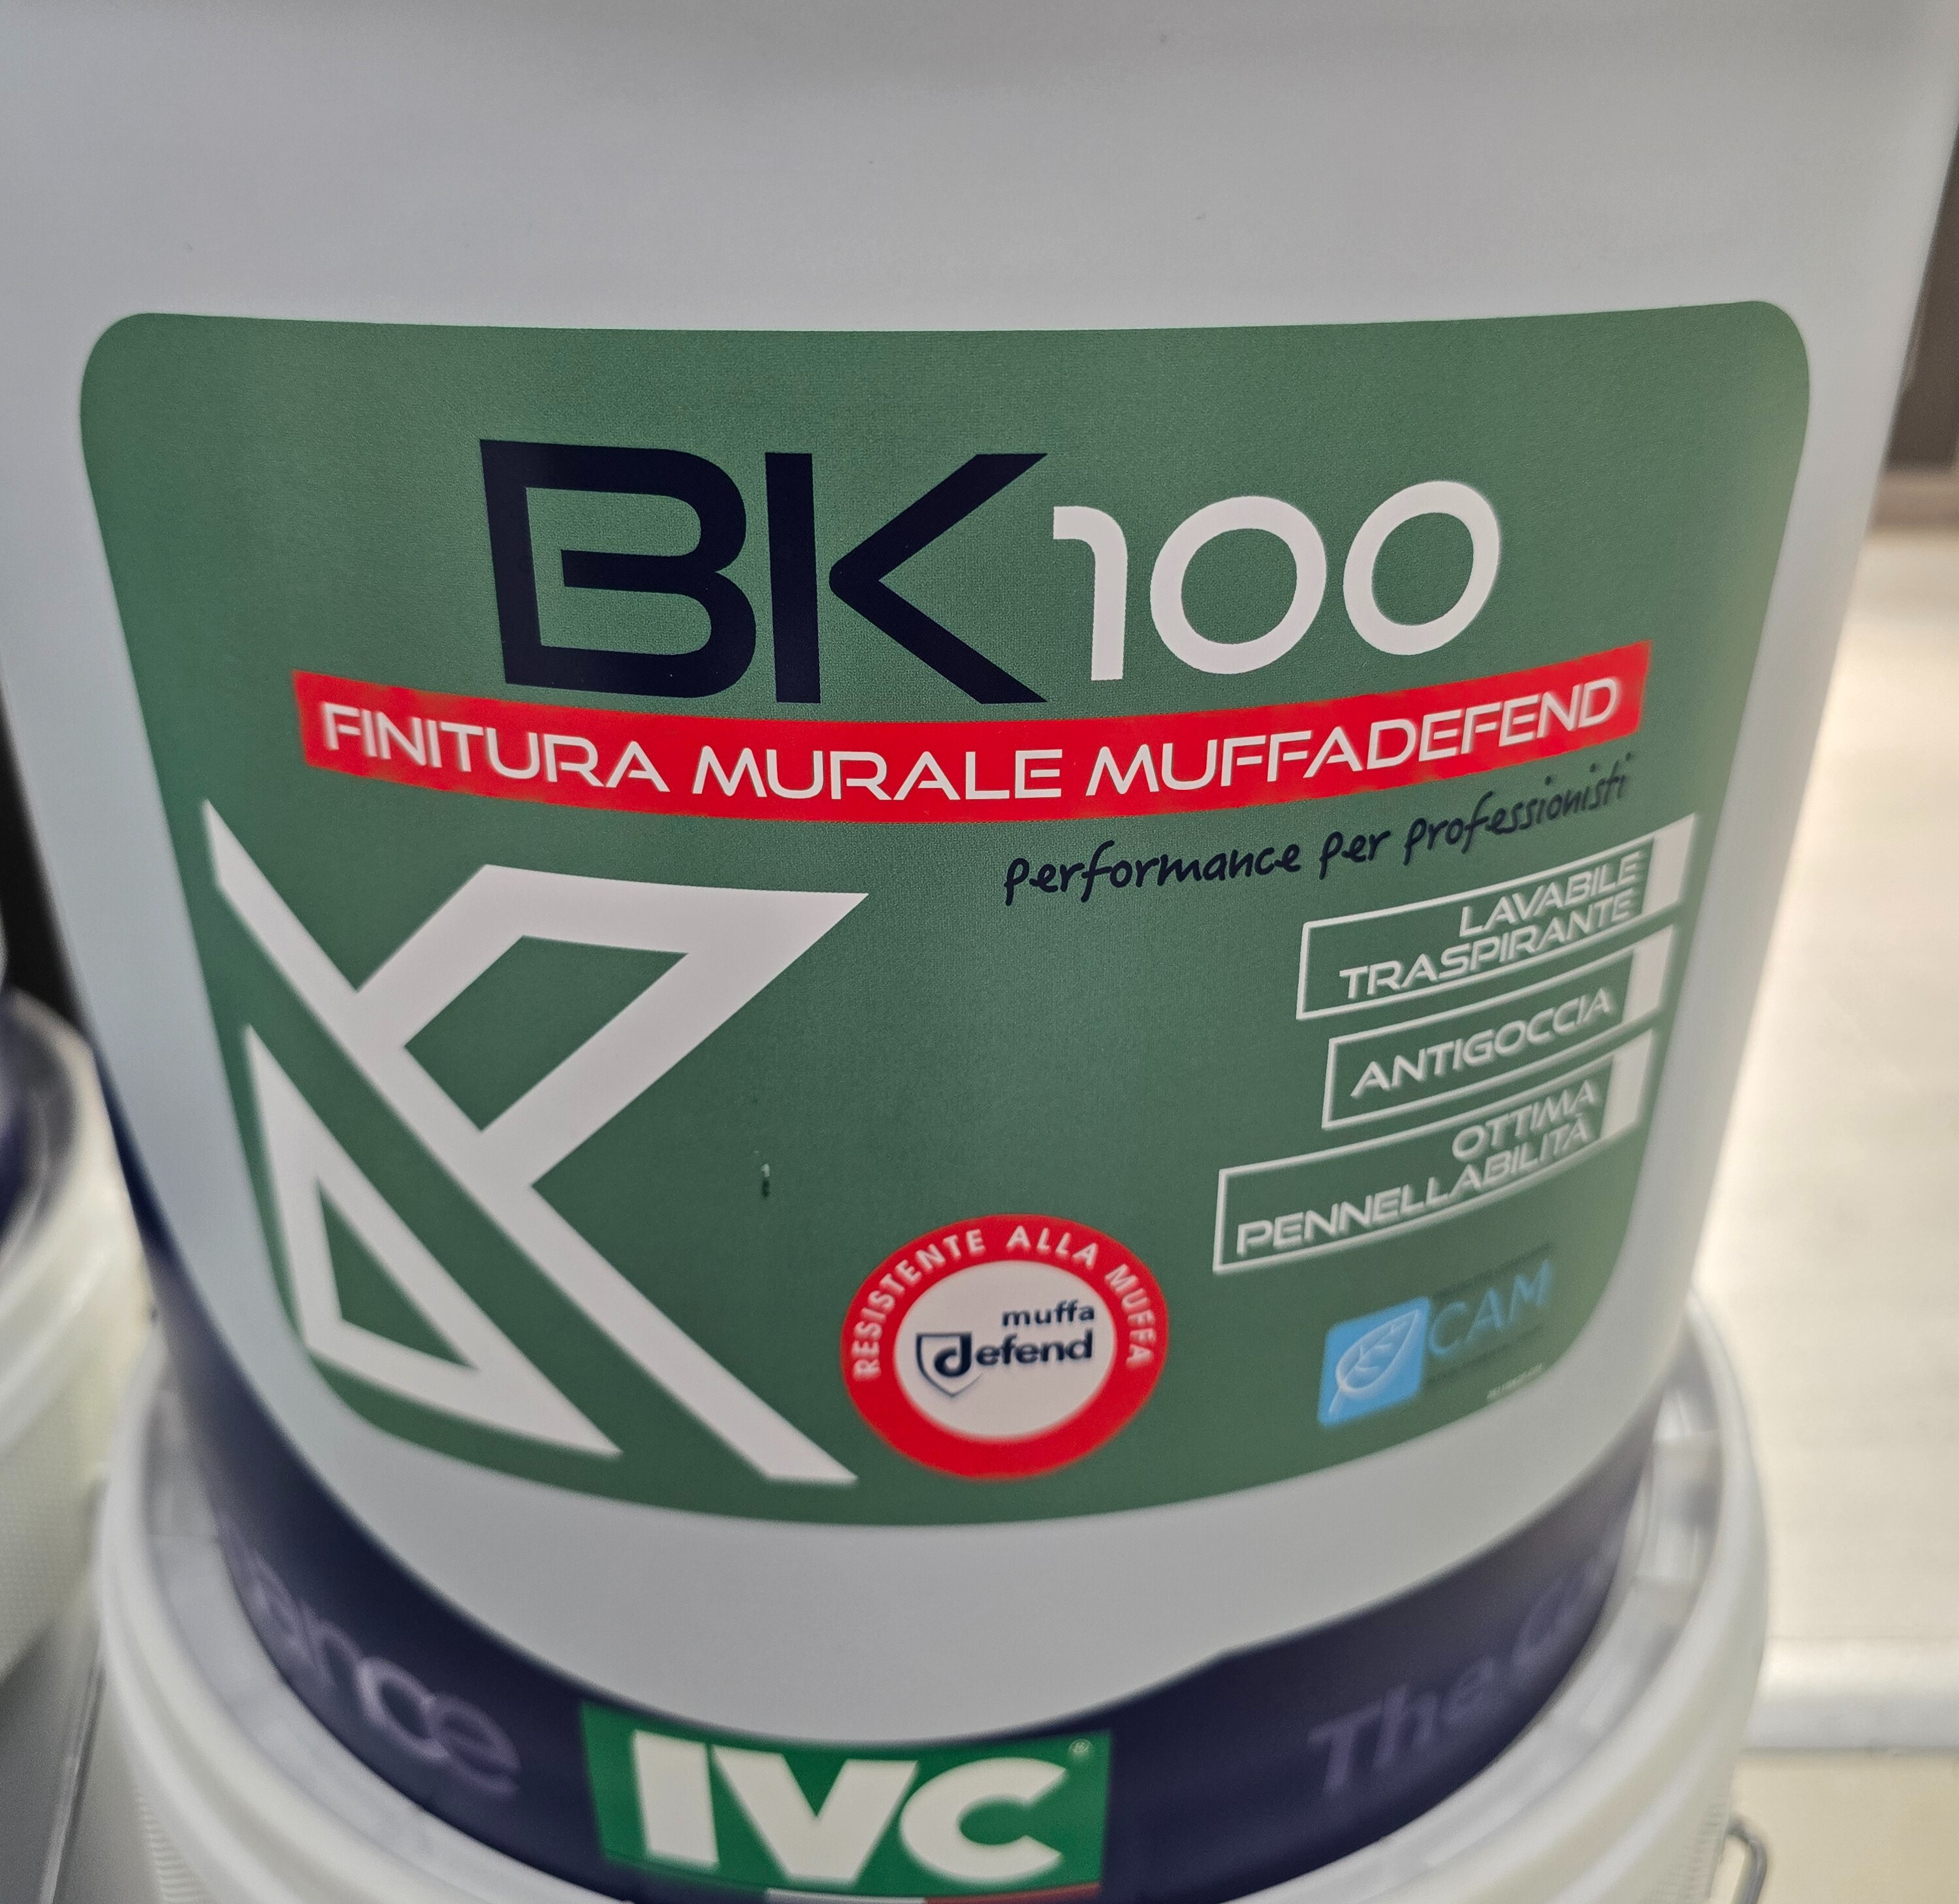 BK100
FINITURA MURALE MUFFADEFEND
performance per professionisti
LAVABILE
TRASPIRANTE
ANTIGOCCIA
OTTIMA
PENNELLABILITÀ
RESISTENTE ALLA MUFFA
muffa
defend
CAM
The
IVC®